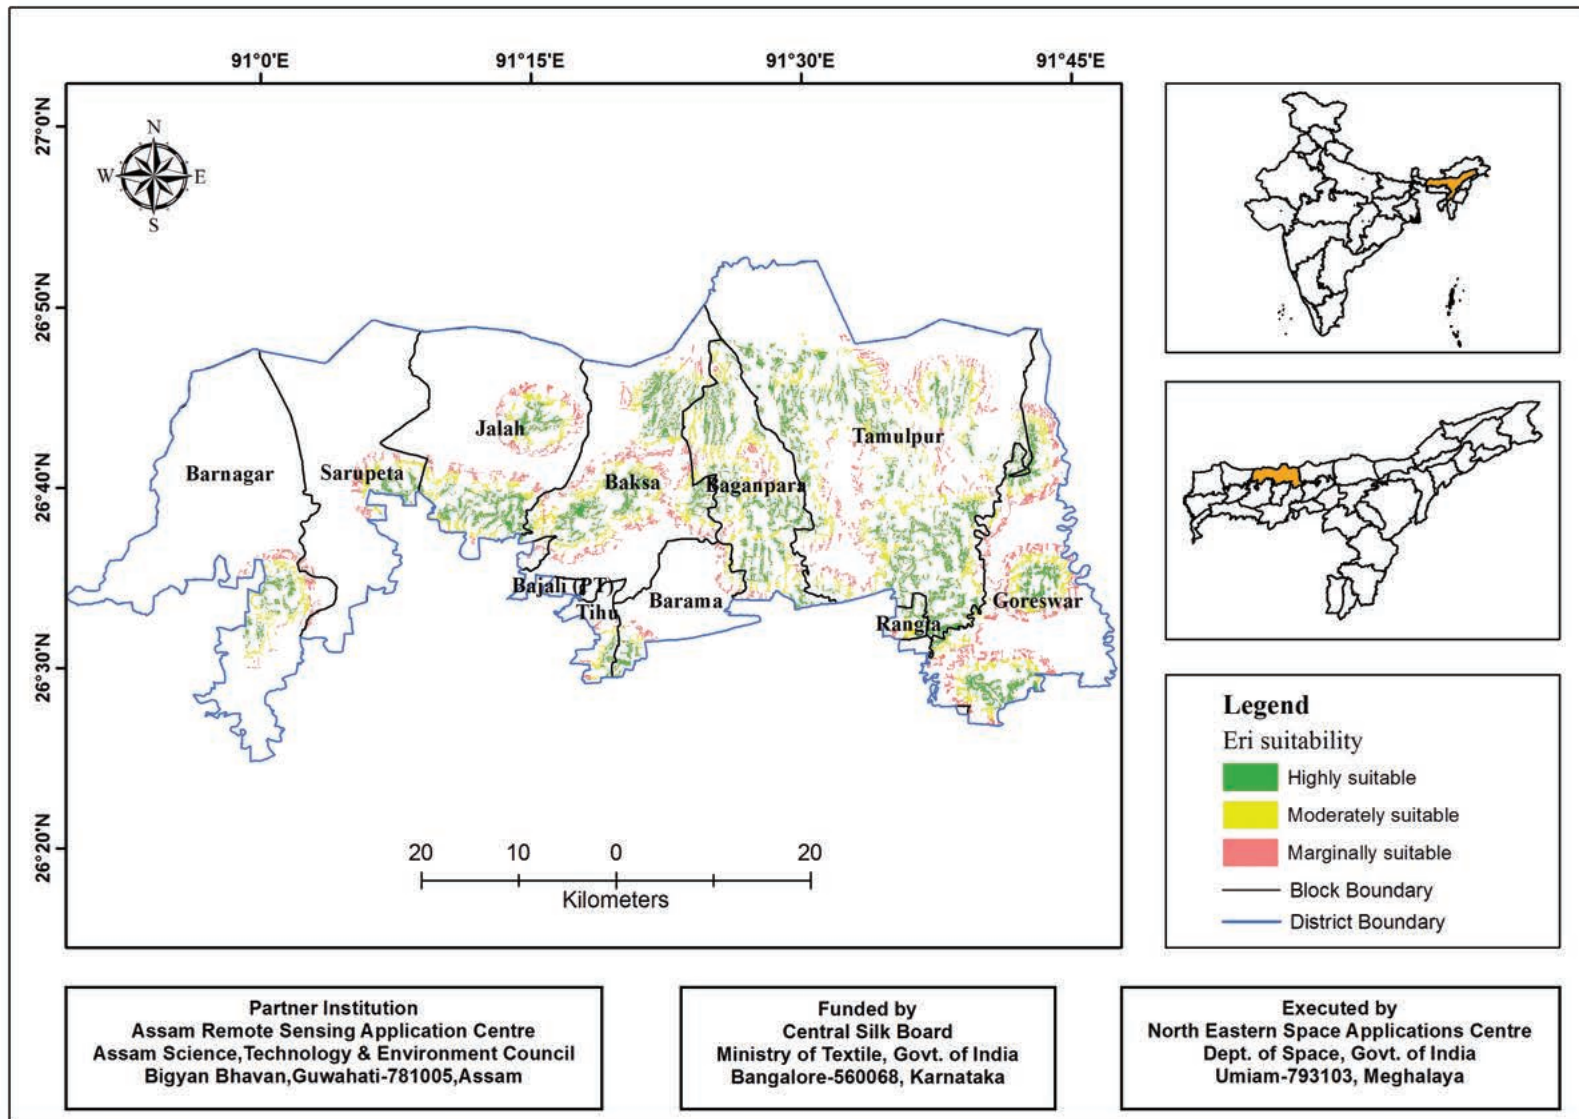 91°0'E
91°15'E
91°30'E
91°45'E
27°0'N
26°50'N
26°40'N
26°30'N
26°20'N
N
W
E
S
Jalah
Tamulpur
Barnagar
Sarupeta
Baksa
Baganpara
Bajali (PT)
Tihu
Barama
Rangia
Goreswar
20 10 0 20
Kilometers
Legend
Eri suitability
Highly suitable
Moderately suitable
Marginally suitable
Block Boundary
District Boundary
Partner Institution
Assam Remote Sensing Application Centre
Assam Science,Technology & Environment Council
Bigyan Bhavan,Guwahati-781005,Assam
Funded by
Central Silk Board
Ministry of Textile, Govt. of India
Bangalore-560068, Karnataka
Executed by
North Eastern Space Applications Centre
Dept. of Space, Govt. of India
Umiam-793103, Meghalaya